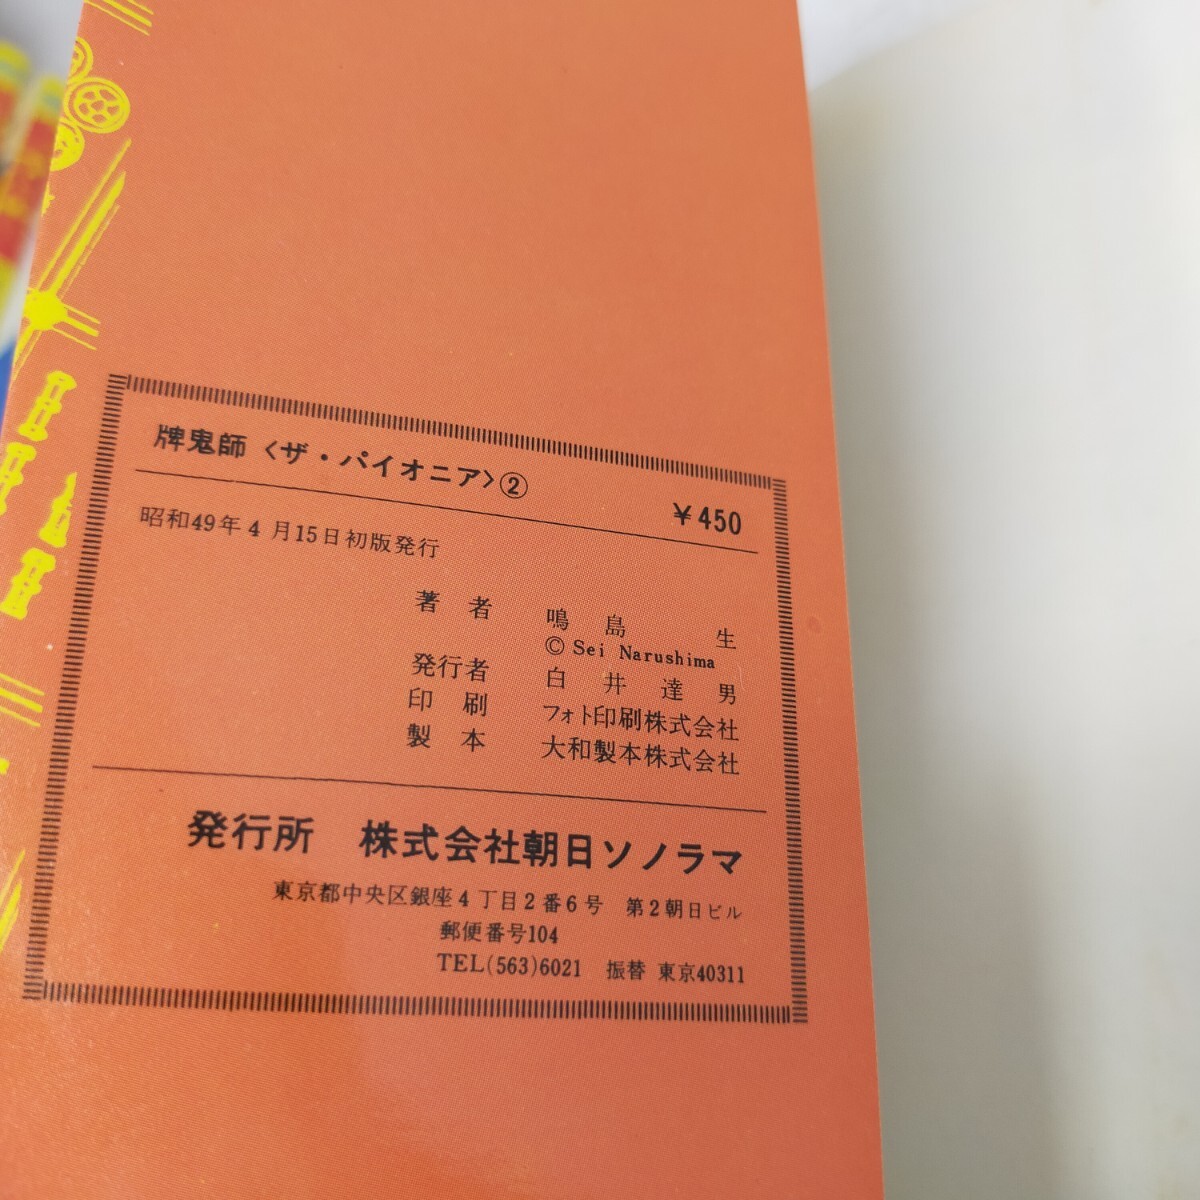 牌鬼師〈ザ・パイオニア〉②
¥450
昭和49年4月15日初版発行
著者 鳴島 生
© Sei Narushima
発行者 白井達男
印刷 フォト印刷株式会社
製本 大和製本株式会社
発行所 株式会社朝日ソノラマ
東京都中央区銀座4丁目2番6号 第2朝日ビル
郵便番号104
TEL(563)6021 振替 東京40311